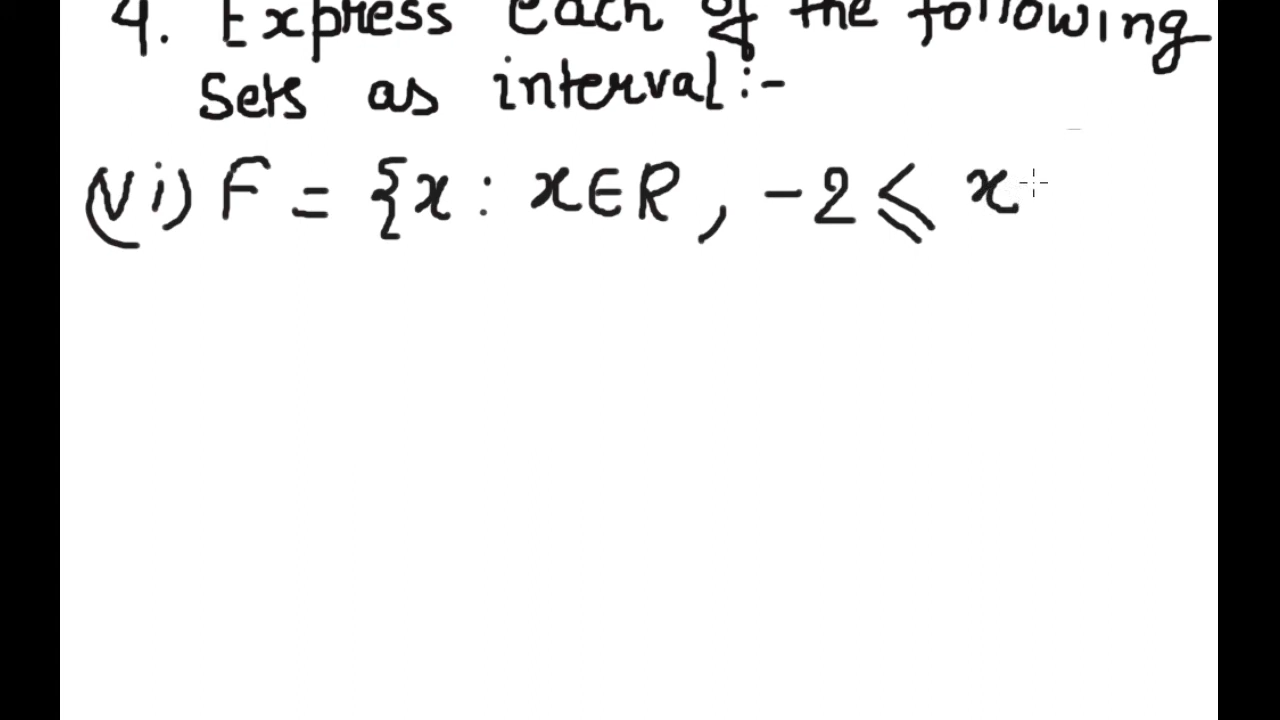 4. Express each of the following
Sets as interval :-
(vi) F = {x : x ∈ R , -2 ⩽ x